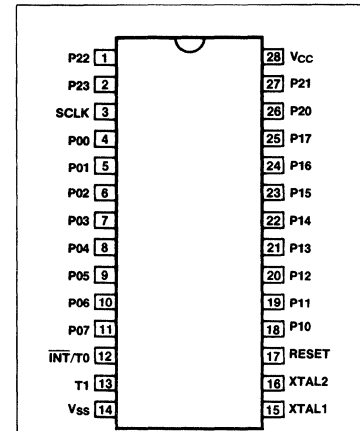 P22 1 28 VCC
P23 2 27 P21
SCLK 3 26 P20
P00 4 25 P17
P01 5 24 P16
P02 6 23 P15
P03 7 22 P14
P04 8 21 P13
P05 9 20 P12
P06 10 19 P11
P07 11 18 P10
INT/T0 12 17 RESET
T1 13 16 XTAL2
VSS 14 15 XTAL1